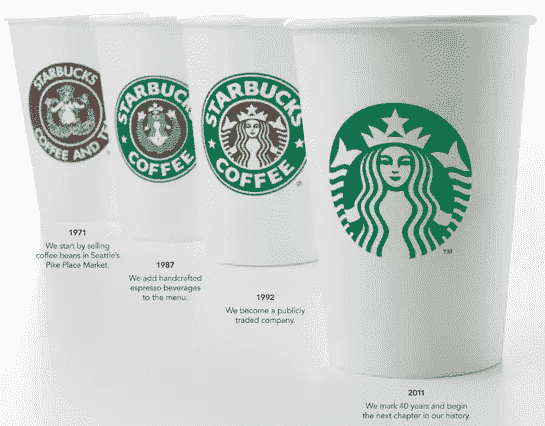 STARBUCKS
COFFEE AND TE
STARBUC
COFFEE
STARBUCKS
COFFEE
®
TM
1971
We start by selling
coffee beans in Seattle's
Pike Place Market.
1987
We add handcrafted
espresso beverages
to the menu.
1992
We become a publicly
traded company.
2011
We mark 40 years and begin
the next chapter in our history.